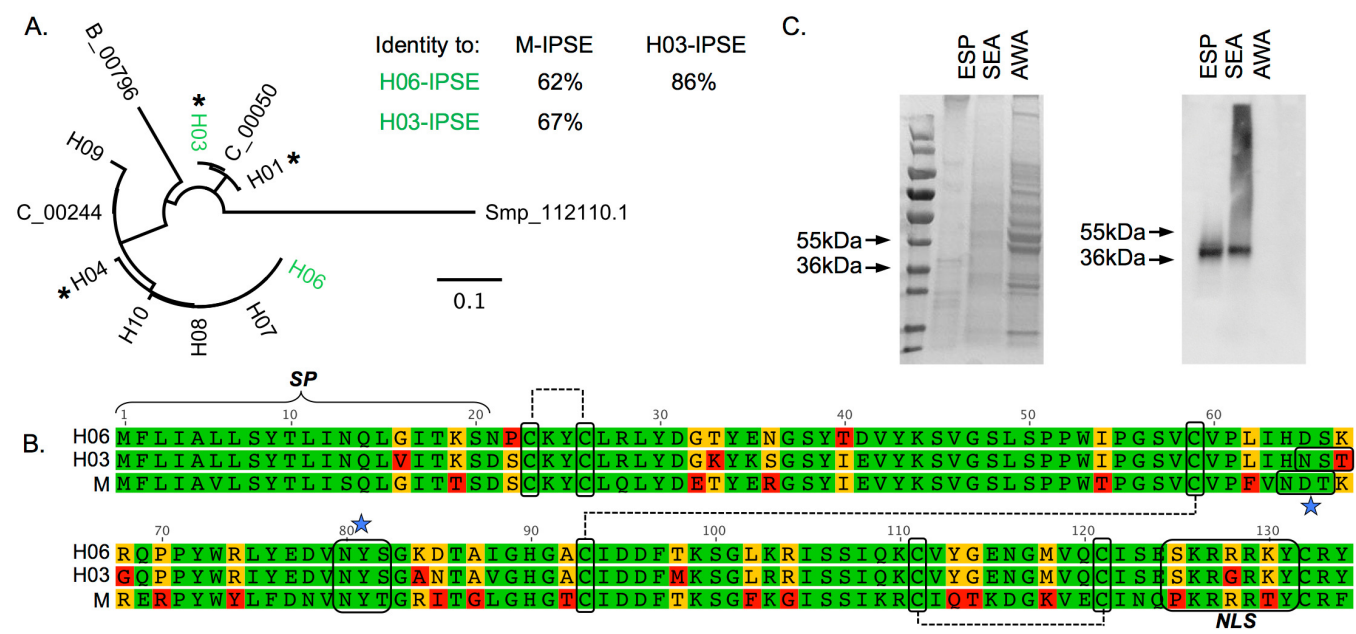 A.
B_00796
* H03
C_00050
H01 *
H09
C_00244
Smp_112110.1
* H04
H06
H10
H08
H07
0.1
Identity to: M-IPSE H03-IPSE
H06-IPSE 62% 86%
H03-IPSE 67%
C.
ESP SEA AWA
55kDa
36kDa
ESP SEA AWA
55kDa
36kDa
B.
SP
1 10 20 30 40 50 60
H06 MFLIALLSYTLINQLGITKSNPCKYCLRLYDGTYENGSYTDVYKSVGSLSPPWIPGSVCVPLIHDSK
H03 MFLIALLSYTLINQLVITKSDSCKYCLRLYDGKYKSGSYIEVYKSVGSLSPPWIPGSVCVPLIHNST
M MFLIAVLSYTLISQLGITTSDSCKYCLQLYDETYERGSYIEVYKSVGSLSPPWTPGSVCVPFVNDTK
70 80 90 100 110 120 130
H06 RQPPYWRLYEDVNYSGKDTAIGHGACIDDFTKSGLKRISSIQKCVYGENGMVQCISESKRRRKYCRY
H03 GQPPYWRIYEDVNYSGANTAVGHGACIDDFMKSGLRRISSIQKCVYGENGMVQCISESKRGRKYCRY
M RERPYWYLFDNVNYTGRITGLGHGTCIDDFTKSGFKGISSIKRCIQTKDGKVECINQPKRRRTYCRF
NLS